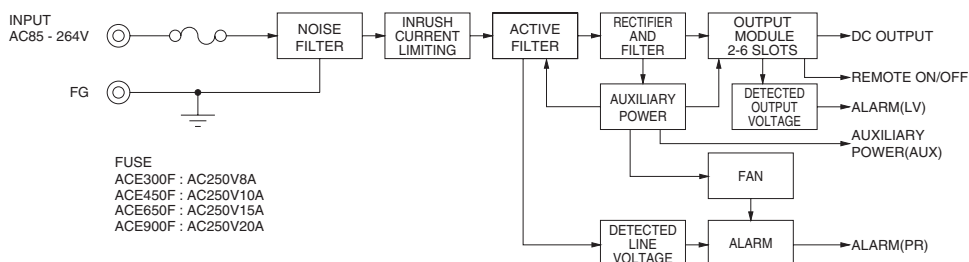 INPUT
AC85 - 264V
FG
NOISE
FILTER
INRUSH
CURRENT
LIMITING
ACTIVE
FILTER
RECTIFIER
AND
FILTER
OUTPUT
MODULE
2-6 SLOTS
DC OUTPUT
REMOTE ON/OFF
AUXILIARY
POWER
DETECTED
OUTPUT
VOLTAGE
ALARM(LV)
AUXILIARY
POWER(AUX)
FUSE
ACE300F : AC250V8A
ACE450F : AC250V10A
ACE650F : AC250V15A
ACE900F : AC250V20A
FAN
DETECTED
LINE
VOLTAGE
ALARM
ALARM(PR)